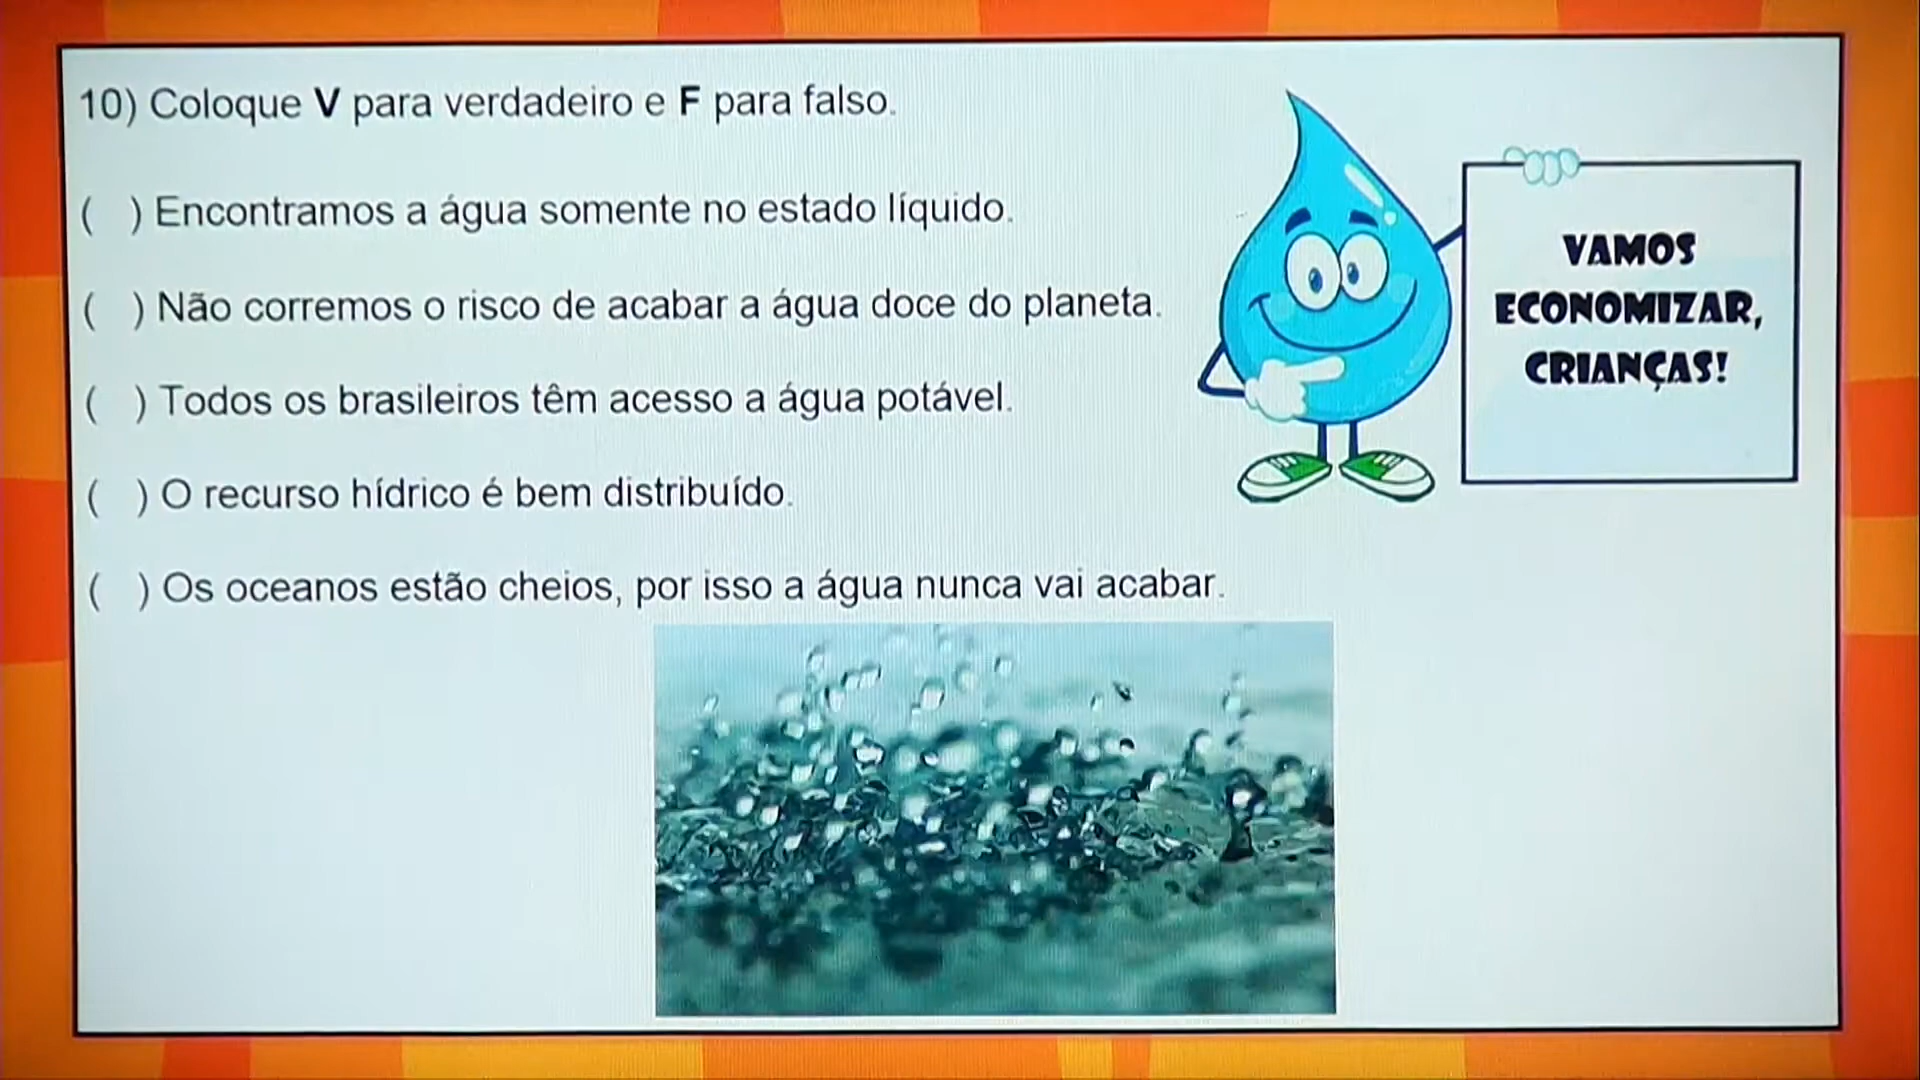 10) Coloque V para verdadeiro e F para falso.
( ) Encontramos a água somente no estado líquido.
( ) Não corremos o risco de acabar a água doce do planeta.
( ) Todos os brasileiros têm acesso a água potável.
( ) O recurso hídrico é bem distribuído.
( ) Os oceanos estão cheios, por isso a água nunca vai acabar.
VAMOS
ECONOMIZAR,
CRIANÇAS!